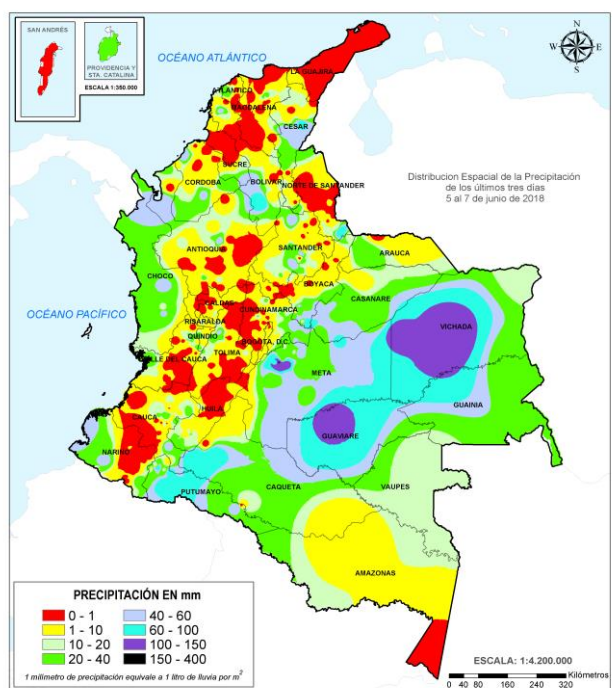 SAN ANDRÉS
PROVIDENCIA Y
STA. CATALINA
ESCALA 1:350.000
OCÉANO ATLÁNTICO
N
W E
S
LA GUAJIRA
ATLANTICO
MAGDALENA
CESAR
SUCRE
CORDOBA
BOLIVAR
NORTE DE SANTANDER
Distribucion Espacial de la Precipitación
de los últimos tres días
5 al 7 de junio de 2018
ANTIOQUIA
SANTANDER
ARAUCA
CHOCO
BOYACA
CASANARE
OCÉANO PACÍFICO
CALDAS
CUNDINAMARCA
RISARALDA
VICHADA
QUINDIO
BOGOTA, D.C.
VALLE DEL CAUCA
TOLIMA
META
GUAINIA
HUILA
CAUCA
GUAVIARE
NARIÑO
PUTUMAYO
CAQUETA
VAUPES
AMAZONAS
PRECIPITACIÓN EN mm
0 - 1
40 - 60
1 - 10
60 - 100
10 - 20
100 - 150
20 - 40
150 - 400
1 milímetro de precipitación equivale a 1 litro de lluvia por m²
ESCALA: 1:4.200.000
Kilómetros
0 40 80 160 240 320